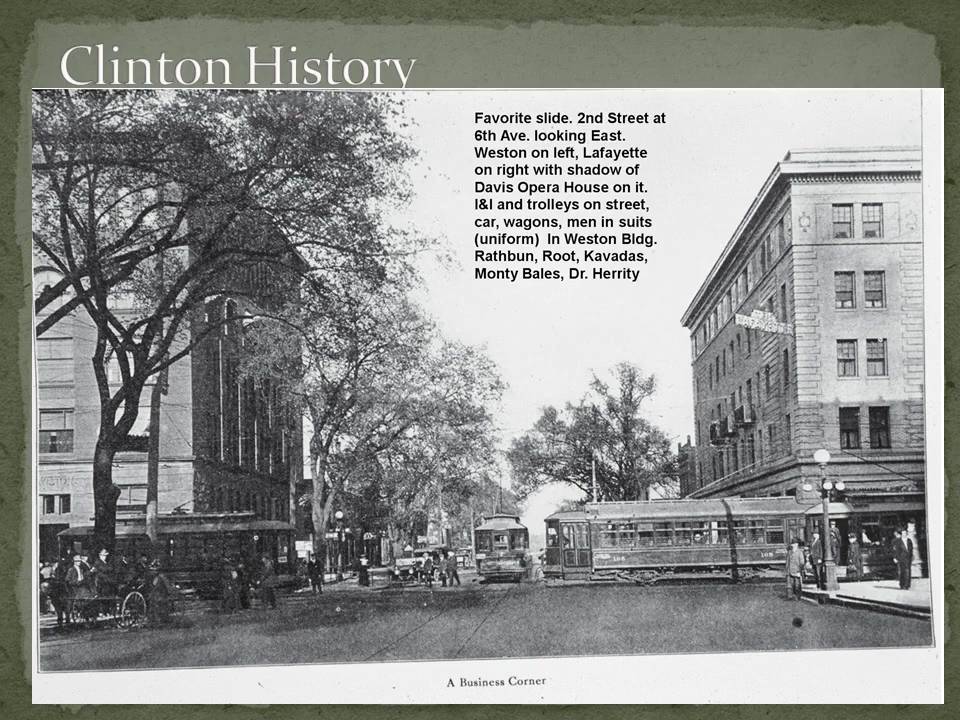 Clinton History
Favorite slide. 2nd Street at
6th Ave. looking East.
Weston on left, Lafayette
on right with shadow of
Davis Opera House on it.
I&I and trolleys on street,
car, wagons, men in suits
(uniform) In Weston Bldg.
Rathbun, Root, Kavadas,
Monty Bales, Dr. Herrity
A Business Corner